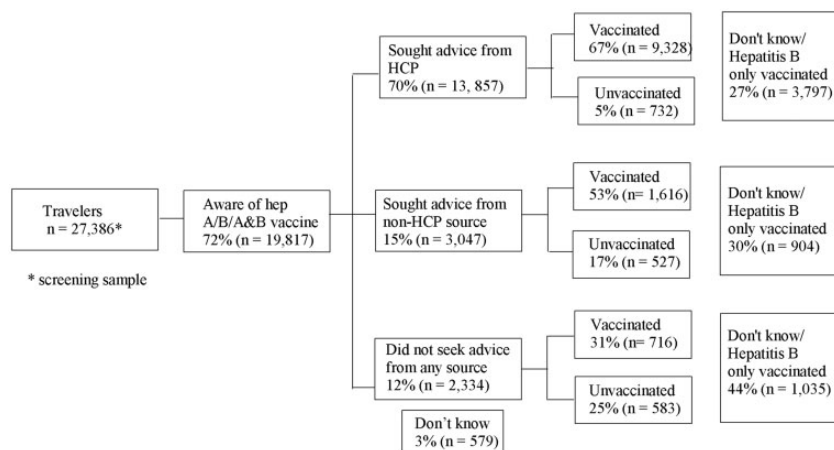 Travelers
n = 27,386*
* screening sample
Aware of hep
A/B/A&B vaccine
72% (n = 19,817)
Sought advice from
HCP
70% (n = 13, 857)
Vaccinated
67% (n = 9,328)
Unvaccinated
5% (n = 732)
Don't know/
Hepatitis B
only vaccinated
27% (n = 3,797)
Sought advice from
non-HCP source
15% (n = 3,047)
Vaccinated
53% (n= 1,616)
Unvaccinated
17% (n = 527)
Don't know/
Hepatitis B
only vaccinated
30% (n = 904)
Did not seek advice
from any source
12% (n = 2,334)
Vaccinated
31% (n= 716)
Unvaccinated
25% (n = 583)
Don't know/
Hepatitis B
only vaccinated
44% (n = 1,035)
Don`t know
3% (n = 579)